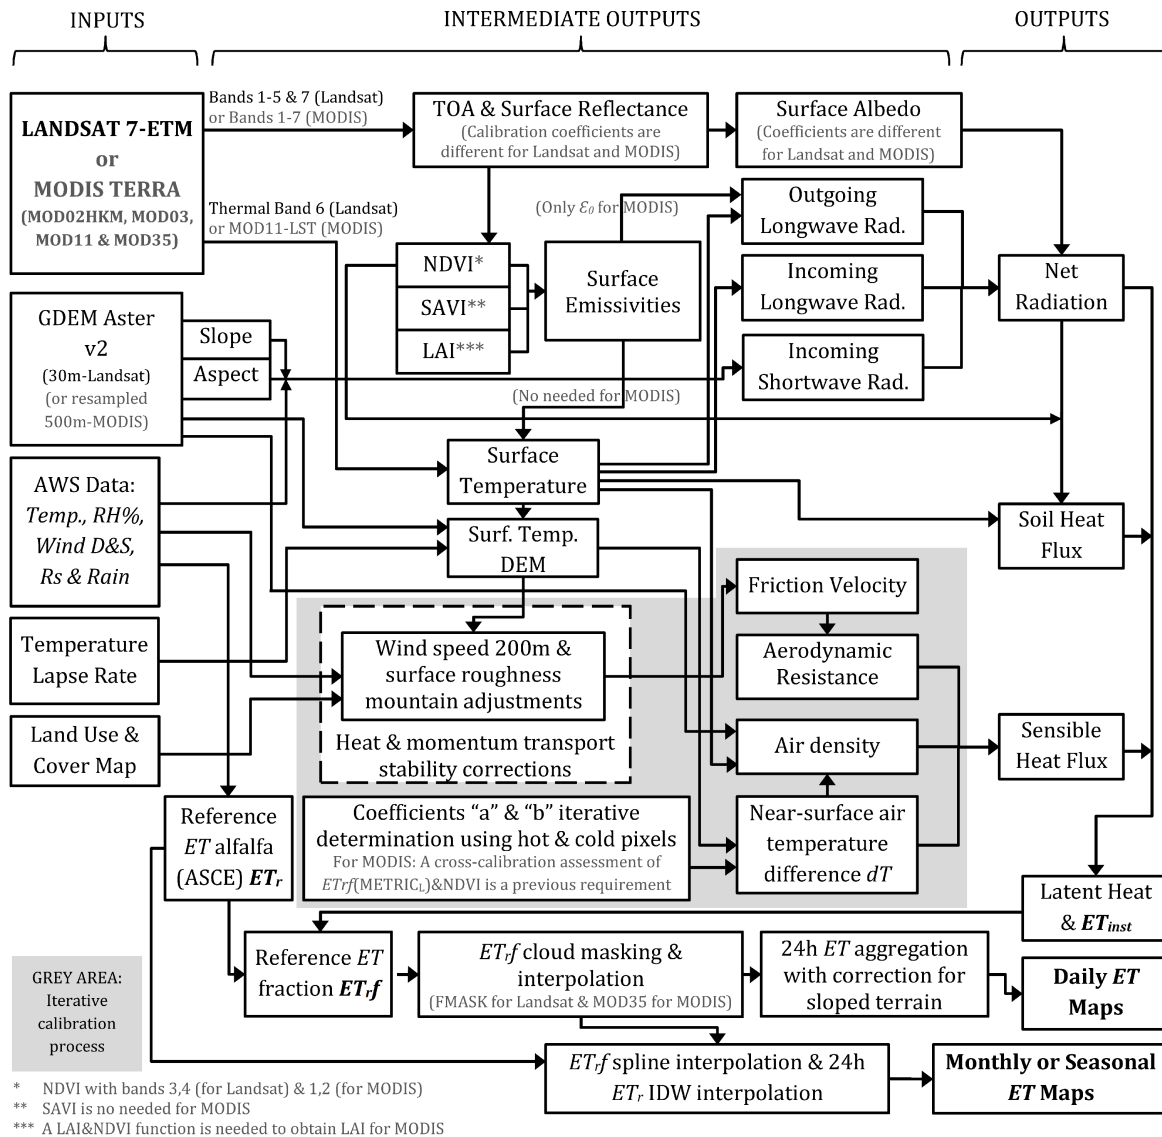 INPUTS
INTERMEDIATE OUTPUTS
OUTPUTS
LANDSAT 7-ETM
or
MODIS TERRA
(MOD02HKM, MOD03,
MOD11 & MOD35)
Bands 1-5 & 7 (Landsat)
or Bands 1-7 (MODIS)
Thermal Band 6 (Landsat)
or MOD11-LST (MODIS)
TOA & Surface Reflectance
(Calibration coefficients are
different for Landsat and MODIS)
Surface Albedo
(Coefficients are different
for Landsat and MODIS)
(Only ε0 for MODIS)
Outgoing
Longwave Rad.
NDVI*
SAVI**
LAI***
Surface
Emissivities
Incoming
Longwave Rad.
Net
Radiation
Incoming
Shortwave Rad.
GDEM Aster
v2
(30m-Landsat)
(or resampled
500m-MODIS)
Slope
Aspect
(No needed for MODIS)
Surface
Temperature
AWS Data:
Temp., RH%,
Wind D&S,
Rs & Rain
Surf. Temp.
DEM
Soil Heat
Flux
Temperature
Lapse Rate
Land Use &
Cover Map
Wind speed 200m &
surface roughness
mountain adjustments
Heat & momentum transport
stability corrections
Friction Velocity
Aerodynamic
Resistance
Air density
Sensible
Heat Flux
Reference
ET alfalfa
(ASCE) ETr
Coefficients “a” & “b” iterative
determination using hot & cold pixels
For MODIS: A cross-calibration assessment of
ETrf(METRICL)&NDVI is a previous requirement
Near-surface air
temperature
difference dT
Latent Heat
& ETinst
Reference ET
fraction ETrf
ETrf cloud masking &
interpolation
(FMASK for Landsat & MOD35 for MODIS)
24h ET aggregation
with correction for
sloped terrain
Daily ET
Maps
GREY AREA:
Iterative
calibration
process
ETrf spline interpolation & 24h
ETr IDW interpolation
Monthly or Seasonal
ET Maps
* NDVI with bands 3,4 (for Landsat) & 1,2 (for MODIS)
** SAVI is no needed for MODIS
*** A LAI&NDVI function is needed to obtain LAI for MODIS